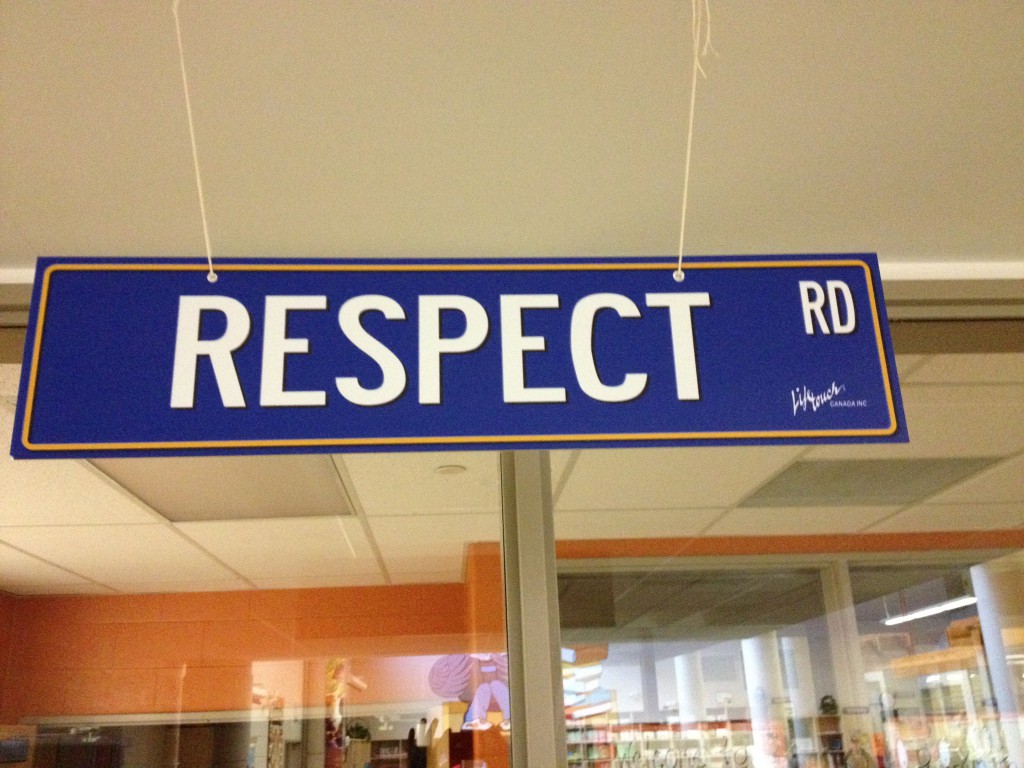 RESPECT RD
Lifetouch
CANADA INC